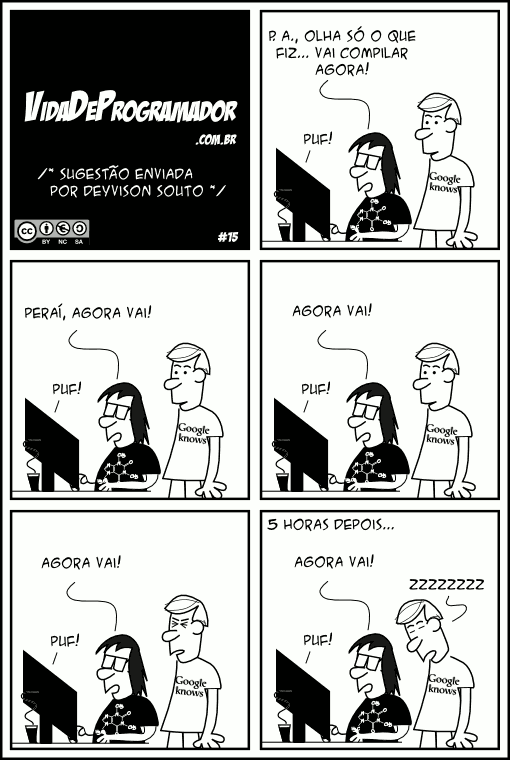 VidaDeProgramador
.com.br
/* SUGESTÃO ENVIADA
POR DEYVISON SOUTO */
CC BY NC SA
#15
P. A., OLHA SÓ O QUE
FIZ... VAI COMPILAR
AGORA!
PUF!
Google
knows
PERAÍ, AGORA VAI!
PUF!
Google
knows
AGORA VAI!
PUF!
Google
knows
AGORA VAI!
PUF!
Google
knows
5 HORAS DEPOIS...
AGORA VAI!
ZZZZZZZZ
PUF!
Google
knows